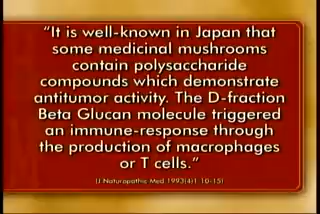 “It is well-known in Japan that
some medicinal mushrooms
contain polysaccharide
compounds which demonstrate
antitumor activity. The D-fraction
Beta Glucan molecule triggered
an immune-response through
the production of macrophages
or T cells.”
(J Naturopathic Med 1993(4)1 10-15)